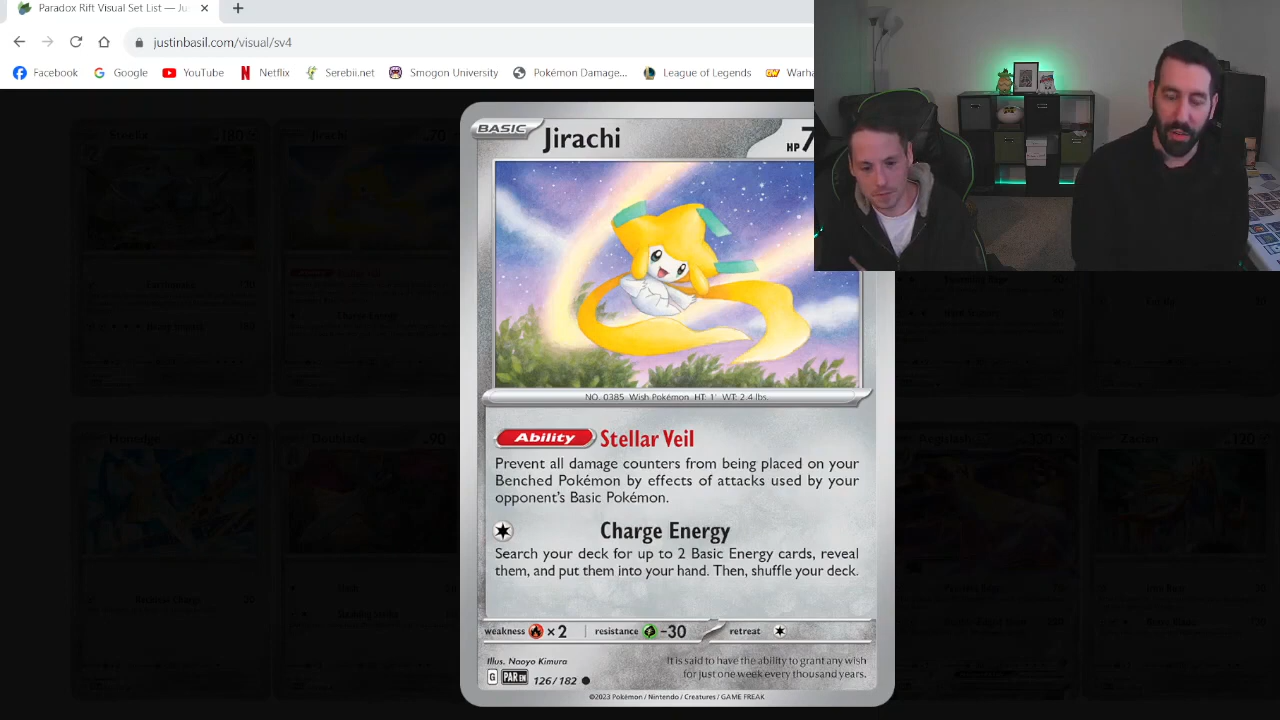 Paradox Rift Visual Set List — Jus
justinbasil.com/visual/sv4
Facebook Google YouTube Netflix Serebii.net Smogon University Pokémon Damage... League of Legends Warha
BASIC Jirachi HP 7
NO. 0385 Wish Pokémon HT: 1' WT: 2.4 lbs.
Ability Stellar Veil
Prevent all damage counters from being placed on your
Benched Pokémon by effects of attacks used by your
opponent's Basic Pokémon.
Charge Energy
Search your deck for up to 2 Basic Energy cards, reveal
them, and put them into your hand. Then, shuffle your deck.
weakness ×2 resistance -30 retreat
Illus. Naoyo Kimura
It is said to have the ability to grant any wish
for just one week every thousand years.
G PAR EN 126/182
©2023 Pokémon / Nintendo / Creatures / GAME FREAK